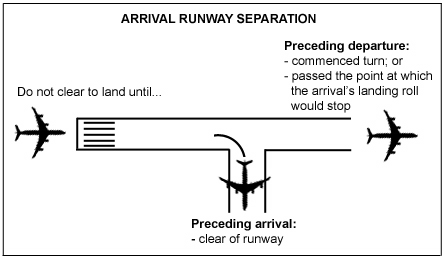 ARRIVAL RUNWAY SEPARATION
Preceding departure:
- commenced turn; or
- passed the point at which
the arrival's landing roll
would stop
Do not clear to land until...
Preceding arrival:
- clear of runway